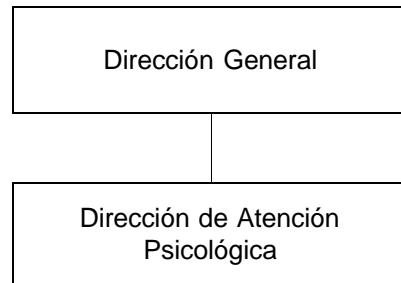 Dirección General
Dirección de Atención
Psicológica